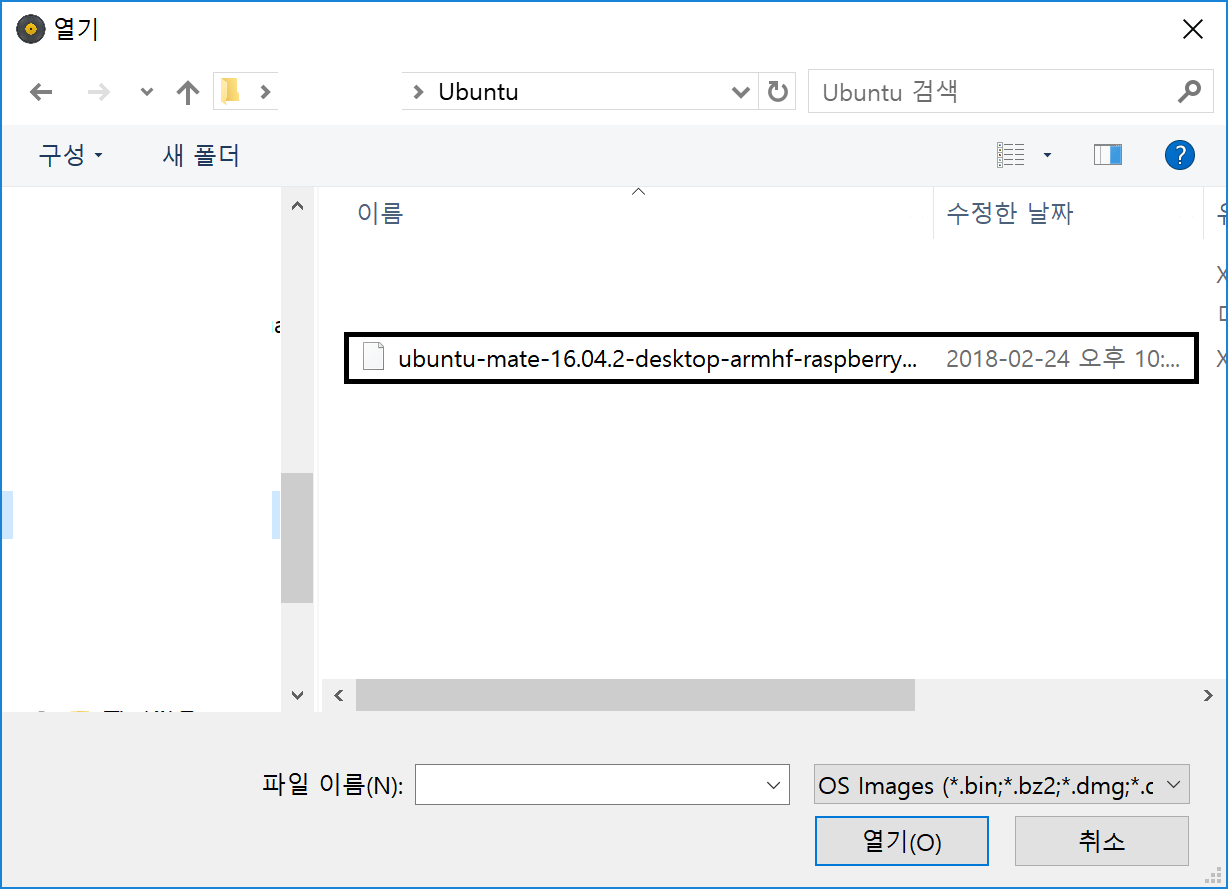 열기
Ubuntu
Ubuntu 검색
구성
새 폴더
?
이름
수정한 날짜
ubuntu-mate-16.04.2-desktop-armhf-raspberry...
2018-02-24 오후 10:...
파일 이름(N):
OS Images (*.bin;*.bz2;*.dmg;*.
열기(O)
취소